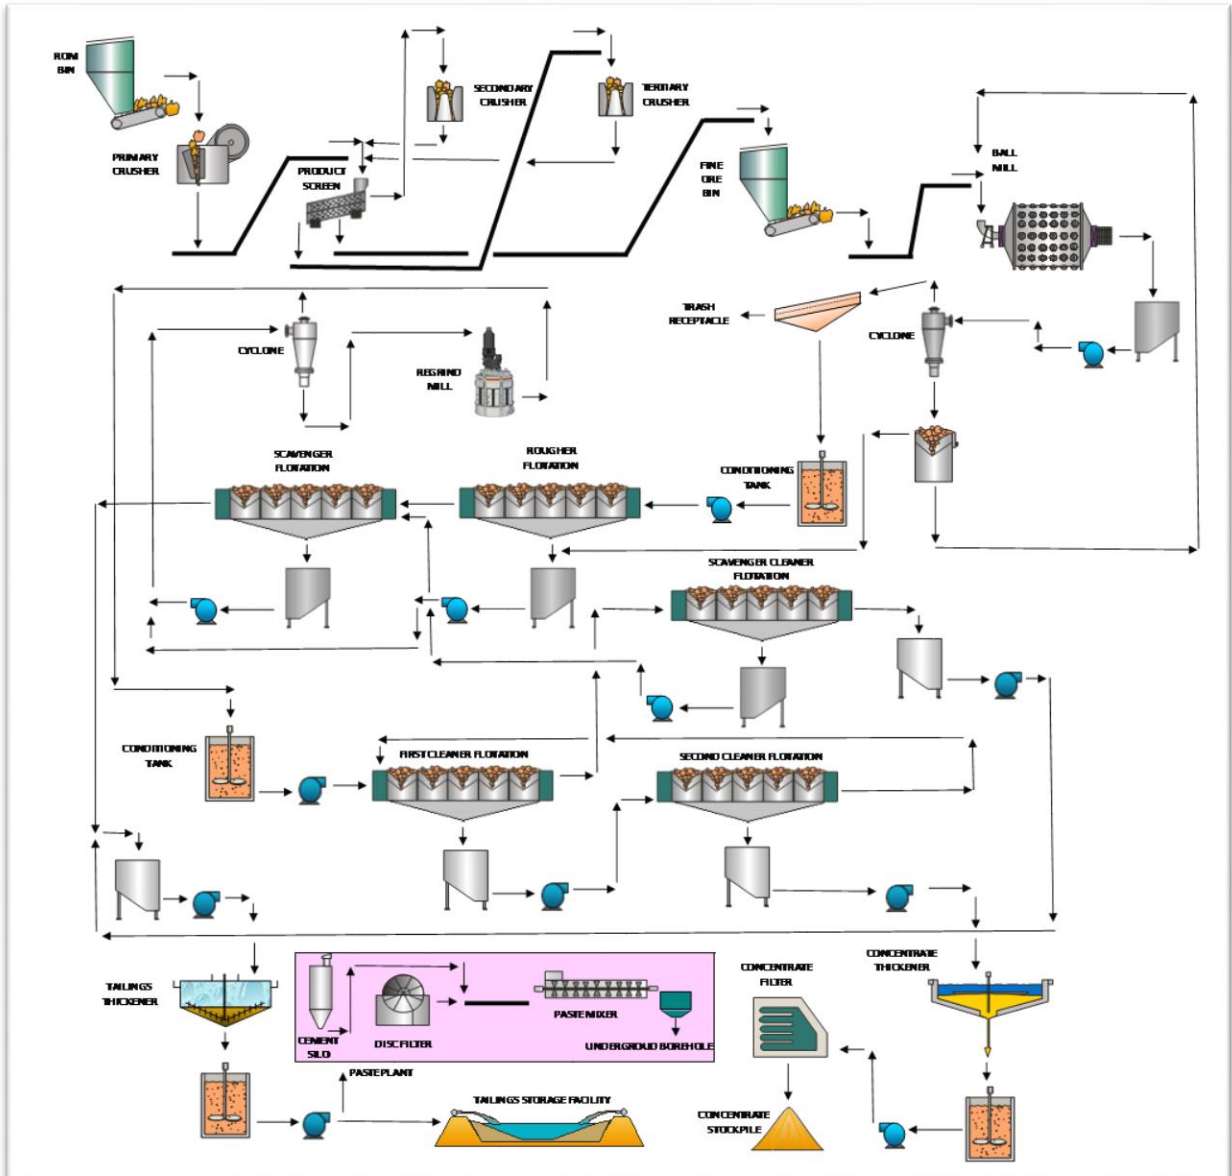 ROM
BIN
SECONDARY
CRUSHER
TERTIARY
CRUSHER
PRIMARY
CRUSHER
PRODUCT
SCREEN
FINE
ORE
BIN
BALL
MILL
TRASH
RECEPTACLE
CYCLONE
CYCLONE
REGRIND
MILL
SCAVENGER
FLOTATION
ROUGHER
FLOTATION
CONDITIONING
TANK
SCAVENGER CLEANER
FLOTATION
CONDITIONING
TANK
FIRST CLEANER FLOTATION
SECOND CLEANER FLOTATION
TAILINGS
THICKENER
CONCENTRATE
THICKENER
CONCENTRATE
FILTER
CEMENT
SILO
DISC FILTER
PASTE MIXER
UNDERGROUD BOREHOLE
PASTE PLANT
TAILINGS STORAGE FACILITY
CONCENTRATE
STOCKPILE